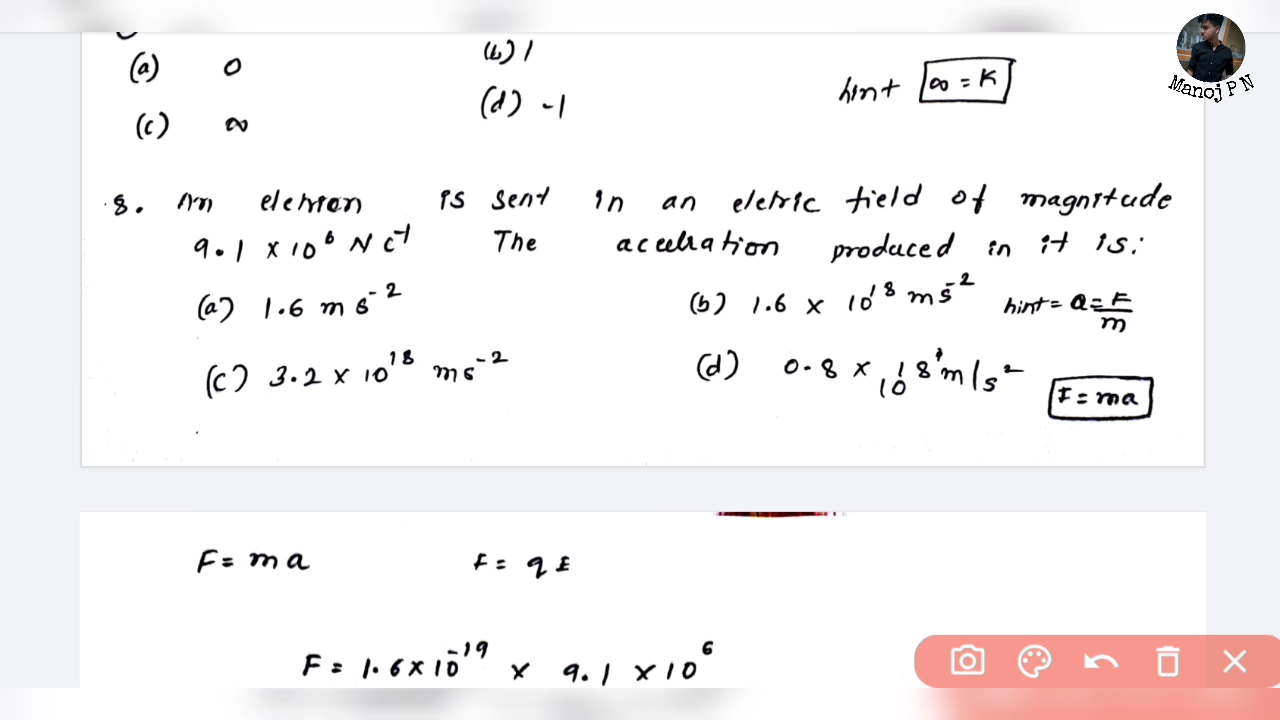 (a) 0 (b) 1
hint ∞ = K
(c) ∞ (d) -1
Manoj P N
8. An eletron is sent in an eletric field of magnitude
9.1 × 10⁶ N C⁻¹ The acceleration produced in it is:
(a) 1.6 m s⁻² (b) 1.6 × 10¹⁸ m s⁻² hint = a = F/m
(c) 3.2 × 10¹⁸ m s⁻² (d) 0.8 × 10¹⁸ m/s²
F = ma
F = ma F = qE
F = 1.6 × 10⁻¹⁹ × 9.1 × 10⁶